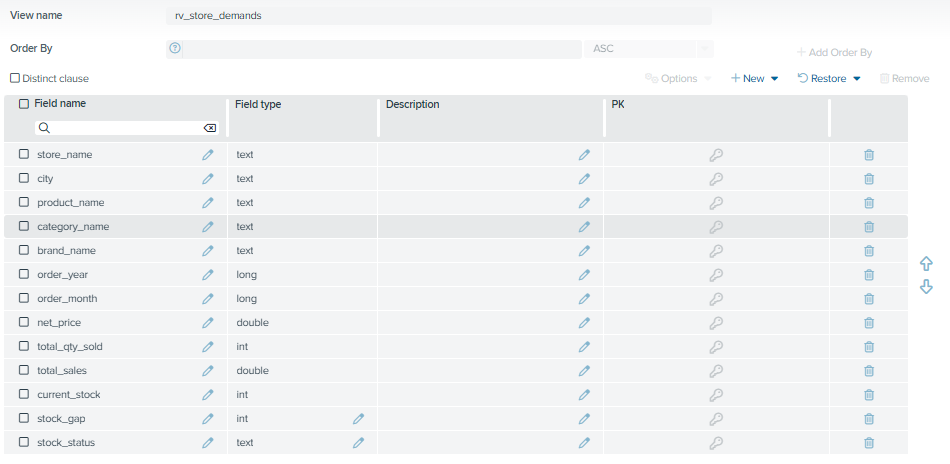 View name rv_store_demands
Order By ? ASC + Add Order By
Distinct clause Options + New Restore Remove
Field name Field type Description PK
store_name text
city text
product_name text
category_name text
brand_name text
order_year long
order_month long
net_price double
total_qty_sold int
total_sales double
current_stock int
stock_gap int
stock_status text